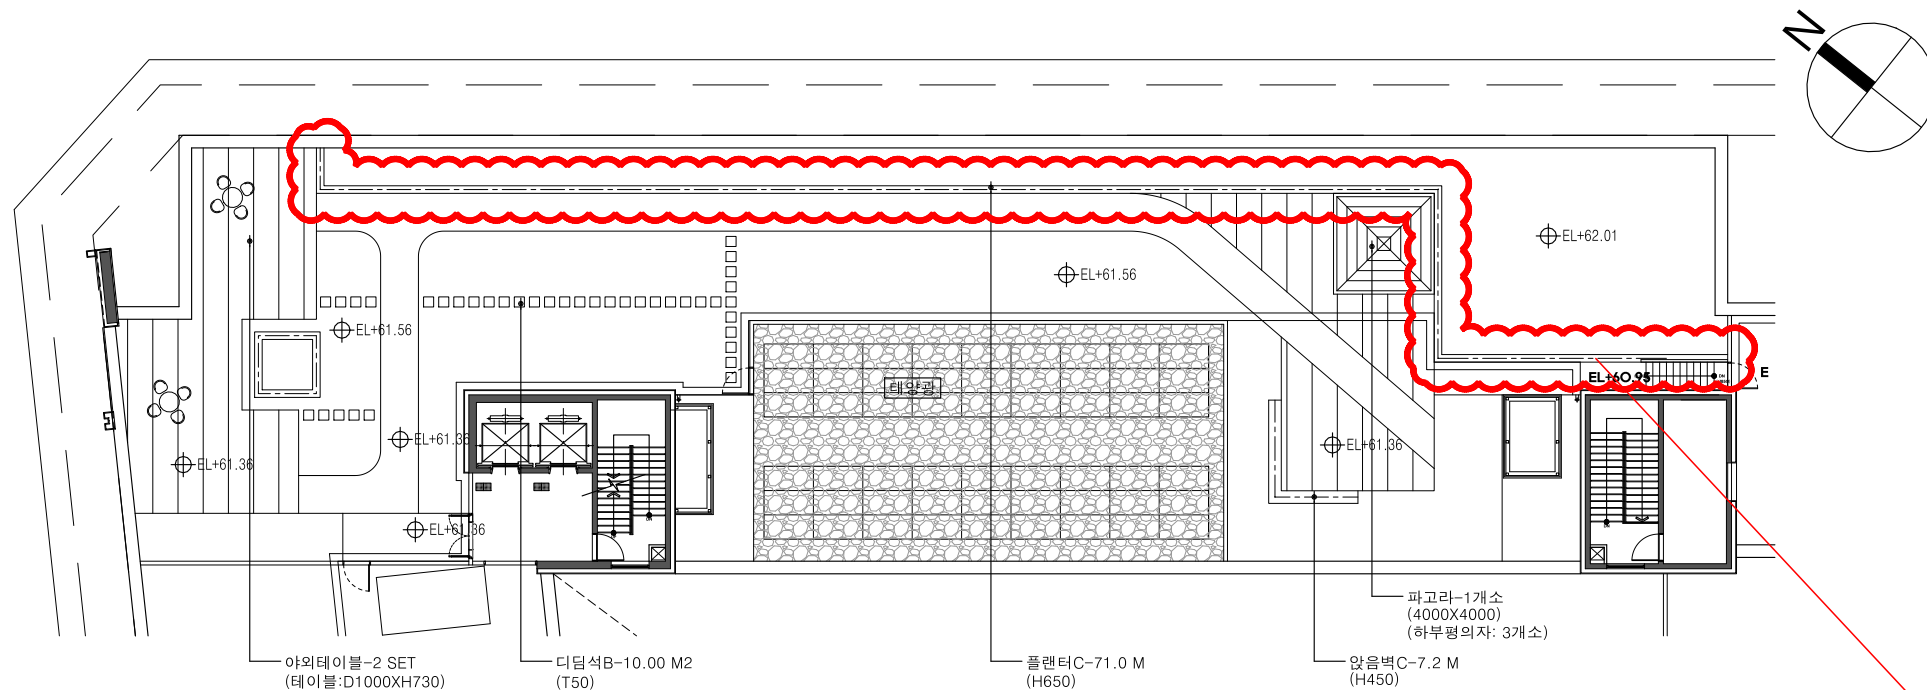 N
EL+62.01
EL+61.56
EL+61.56
태양광
EL+60.95
E
EL+61.36
EL+61.36
EL+61.36
EL+61.36
DN
DN
DN
파고라-1개소
(4000X4000)
(하부평의자: 3개소)
야외테이블-2 SET
(테이블:D1000XH730)
디딤석B-10.00 M2
(T50)
플랜터C-71.0 M
(H650)
앉음벽C-7.2 M
(H450)